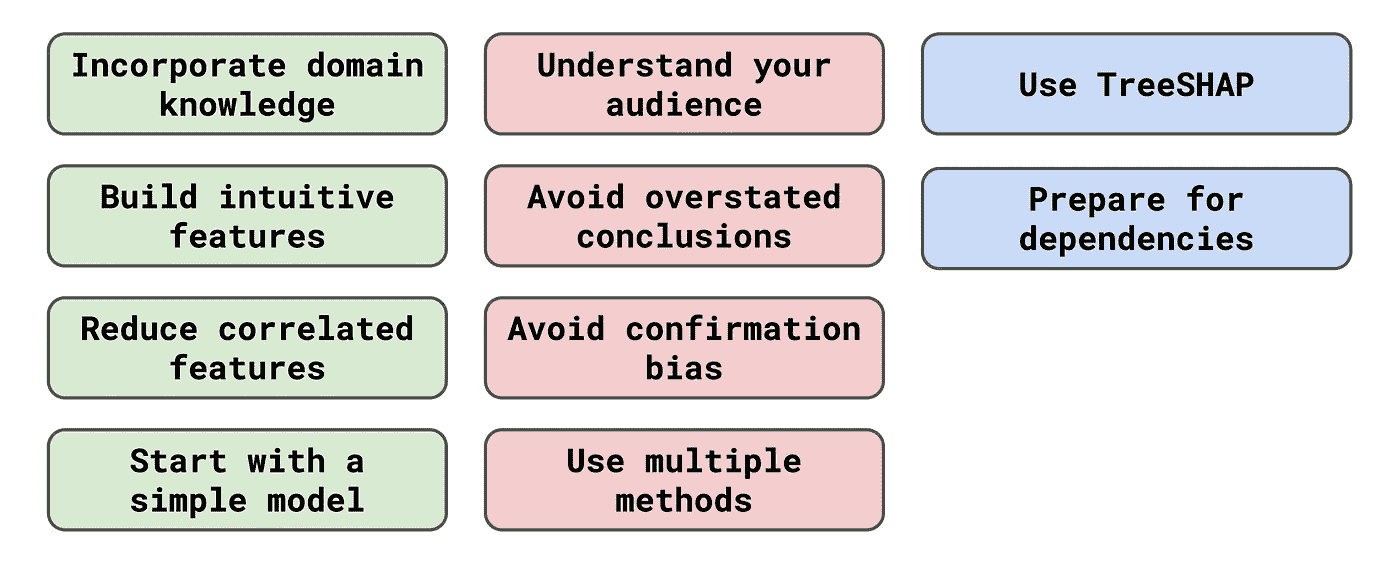 Incorporate domain
knowledge
Build intuitive
features
Reduce correlated
features
Start with a
simple model
Understand your
audience
Avoid overstated
conclusions
Avoid confirmation
bias
Use multiple
methods
Use TreeSHAP
Prepare for
dependencies